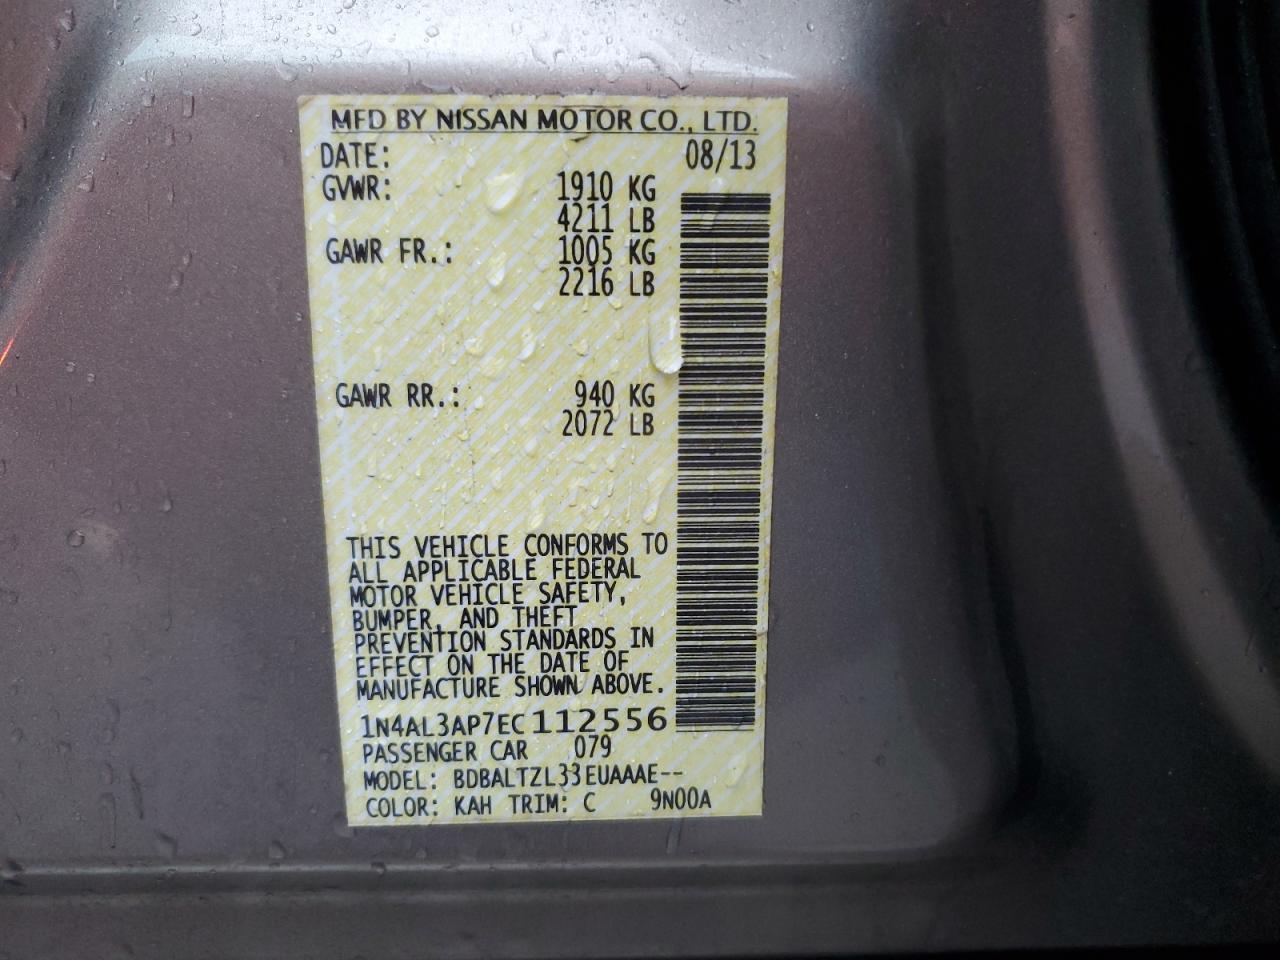 MFD BY NISSAN MOTOR CO., LTD.
DATE: 08/13
GVWR: 1910 KG
4211 LB
GAWR FR.: 1005 KG
2216 LB
GAWR RR.: 940 KG
2072 LB
THIS VEHICLE CONFORMS TO
ALL APPLICABLE FEDERAL
MOTOR VEHICLE SAFETY,
BUMPER, AND THEFT
PREVENTION STANDARDS IN
EFFECT ON THE DATE OF
MANUFACTURE SHOWN ABOVE.
1N4AL3AP7EC112556
PASSENGER CAR 079
MODEL: BDBALTZL33EUAAAE--
COLOR: KAH TRIM: C 9N00A